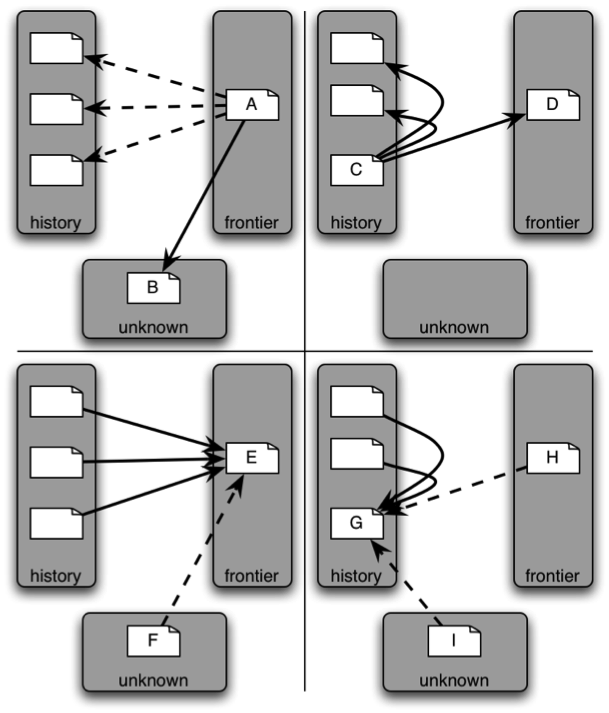 A
history
frontier
B
unknown
D
C
history
frontier
unknown
E
history
frontier
F
unknown
H
G
history
frontier
I
unknown